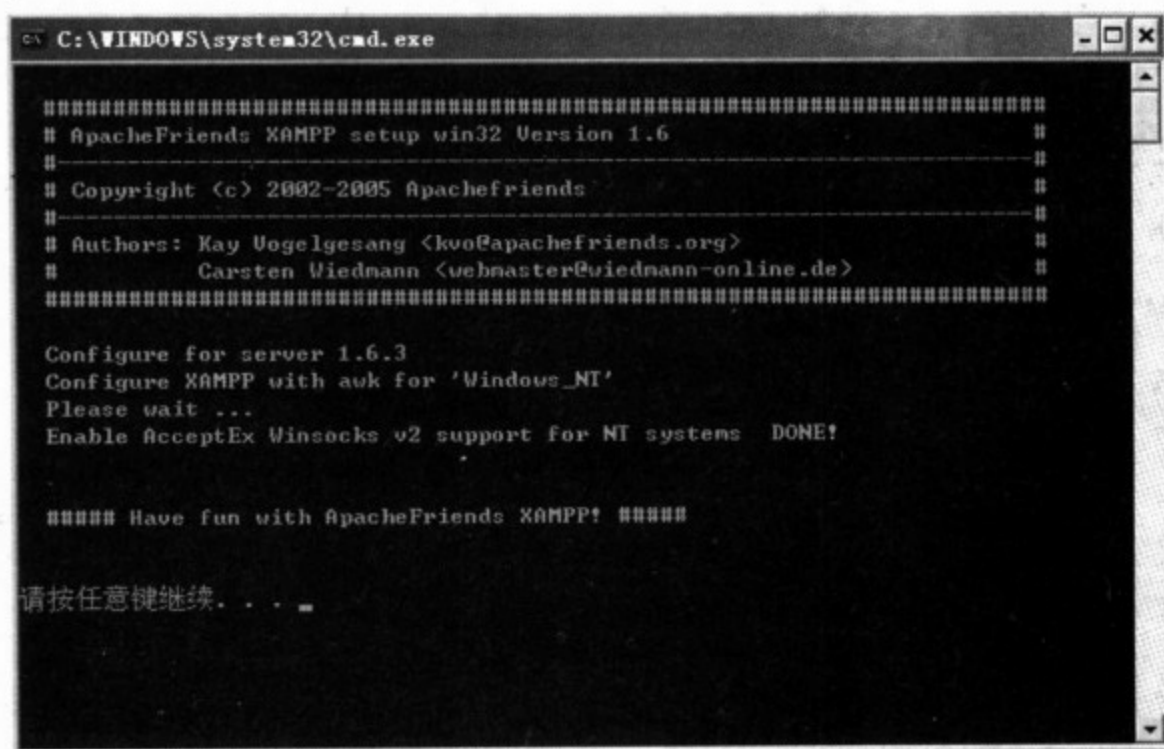 C:\WINDOWS\system32\cmd.exe
########################################################################
# ApacheFriends XAMPP setup win32 Version 1.6 #
#----------------------------------------------------------------------#
# Copyright (c) 2002-2005 Apachefriends #
#----------------------------------------------------------------------#
# Authors: Kay Vogelgesang <kvo@apachefriends.org> #
# Carsten Wiedmann <webmaster@wiedmann-online.de> #
########################################################################
Configure for server 1.6.3
Configure XAMPP with awk for 'Windows_NT'
Please wait ...
Enable AcceptEx Winsocks v2 support for NT systems DONE!
##### Have fun with ApacheFriends XAMPP! #####
请按任意键继续. . .